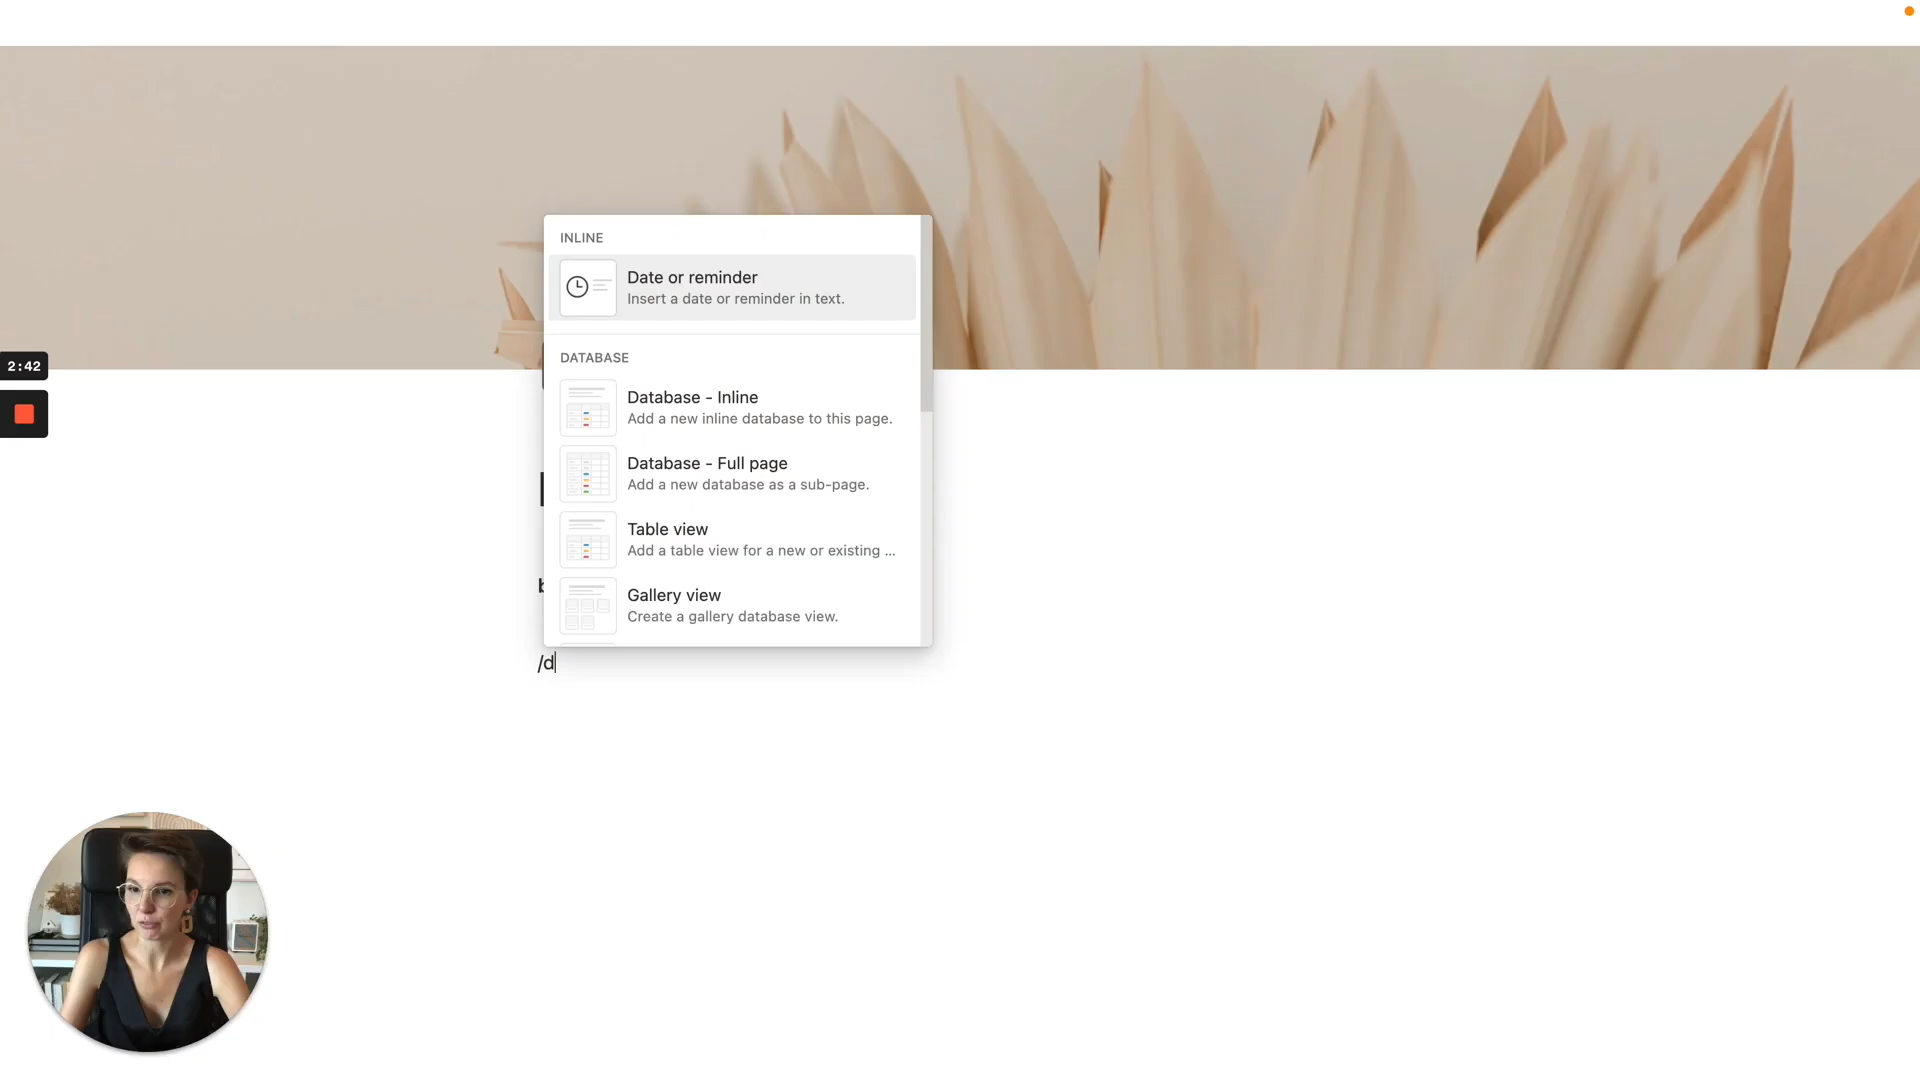 INLINE
Date or reminder
Insert a date or reminder in text.
2:42
DATABASE
Database - Inline
Add a new inline database to this page.
Database - Full page
Add a new database as a sub-page.
Table view
Add a table view for a new or existing ...
Gallery view
Create a gallery database view.
/d